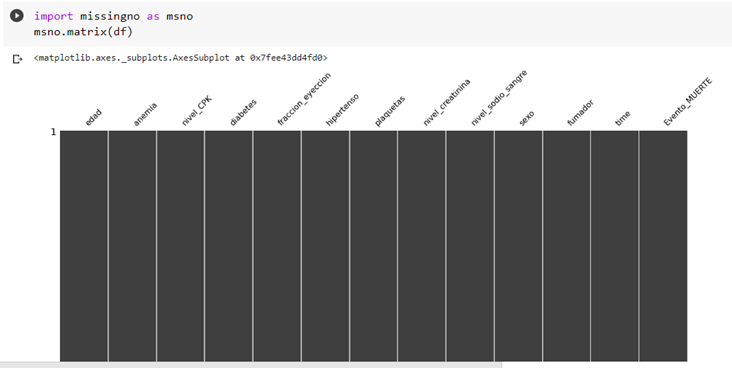 import missingno as msno
msno.matrix(df)
<matplotlib.axes._subplots.AxesSubplot at 0x7fee43dd4fd0>
edad
anemia
nivel_CPK
diabetes
fraccion_eyeccion
hipertenso
plaquetas
nivel_creatinina
nivel_sodio_sangre
sexo
fumador
time
Evento_MUERTE
1